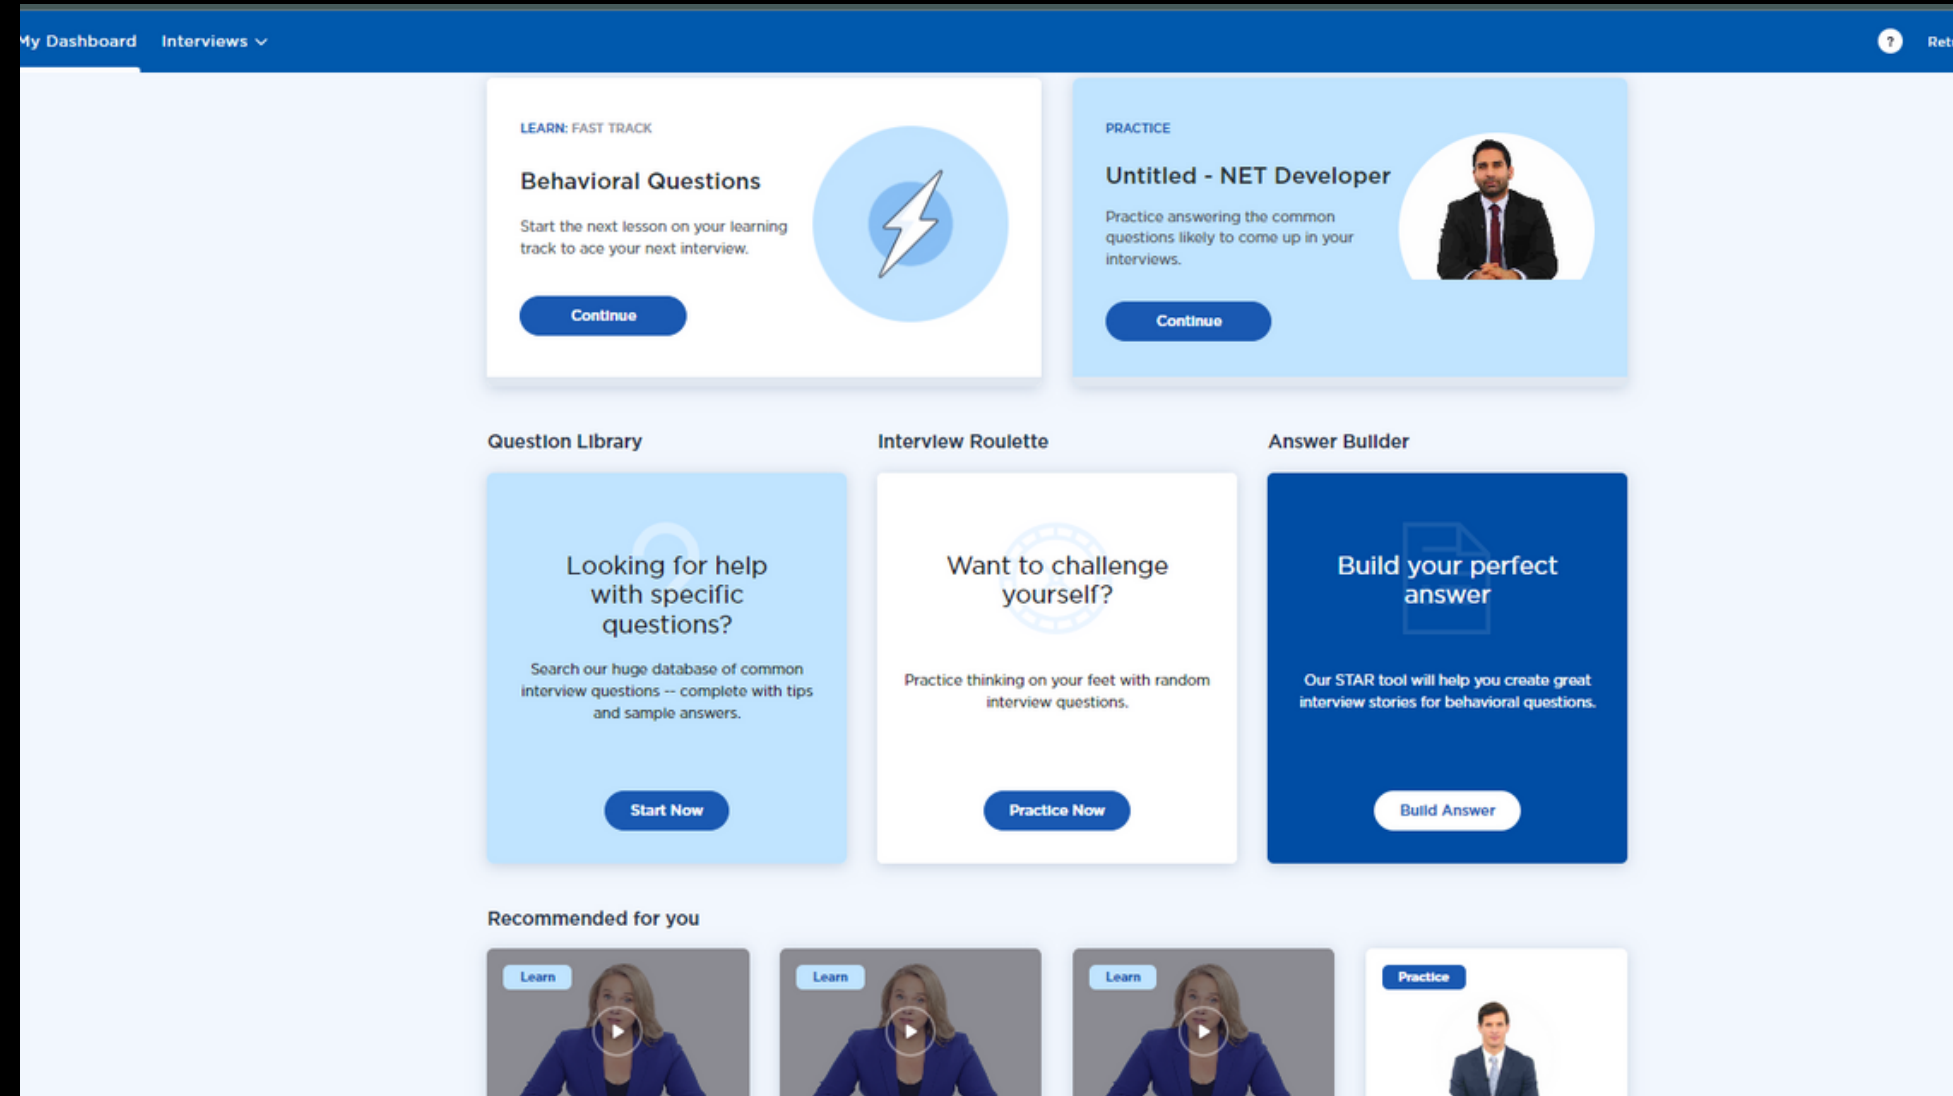 My Dashboard Interviews
?
LEARN: FAST TRACK
Behavioral Questions
Start the next lesson on your learning
track to ace your next interview.
Continue
PRACTICE
Untitled - NET Developer
Practice answering the common
questions likely to come up in your
interviews.
Continue
Question Library
Looking for help
with specific
questions?
Search our huge database of common
interview questions -- complete with tips
and sample answers.
Start Now
Interview Roulette
Want to challenge
yourself?
Practice thinking on your feet with random
interview questions.
Practice Now
Answer Builder
Build your perfect
answer
Our STAR tool will help you create great
interview stories for behavioral questions.
Build Answer
Recommended for you
Learn
Learn
Learn
Practice